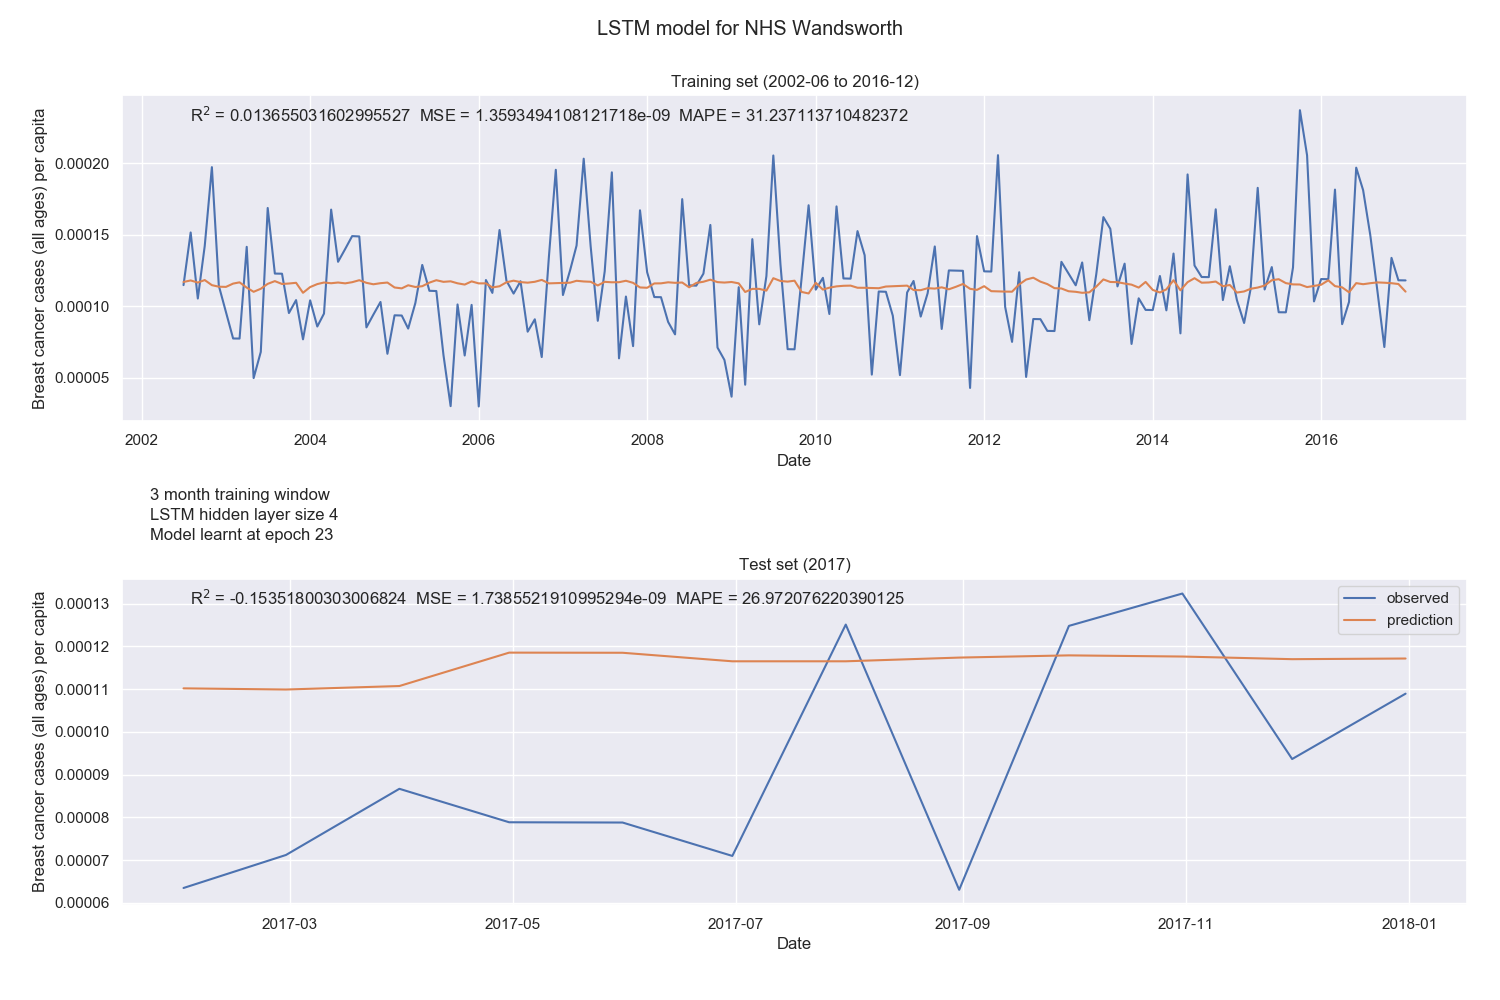 LSTM model for NHS Wandsworth
Training set (2002-06 to 2016-12)
R² = 0.013655031602995527 MSE = 1.3593494108121718e-09 MAPE = 31.237113710482372
Breast cancer cases (all ages) per capita
0.00020
0.00015
0.00010
0.00005
2002 2004 2006 2008 2010 2012 2014 2016
Date
3 month training window
LSTM hidden layer size 4
Model learnt at epoch 23
Test set (2017)
R² = -0.15351800303006824 MSE = 1.7385521910995294e-09 MAPE = 26.972076220390125
observed
prediction
Breast cancer cases (all ages) per capita
0.00013
0.00012
0.00011
0.00010
0.00009
0.00008
0.00007
0.00006
2017-03 2017-05 2017-07 2017-09 2017-11 2018-01
Date